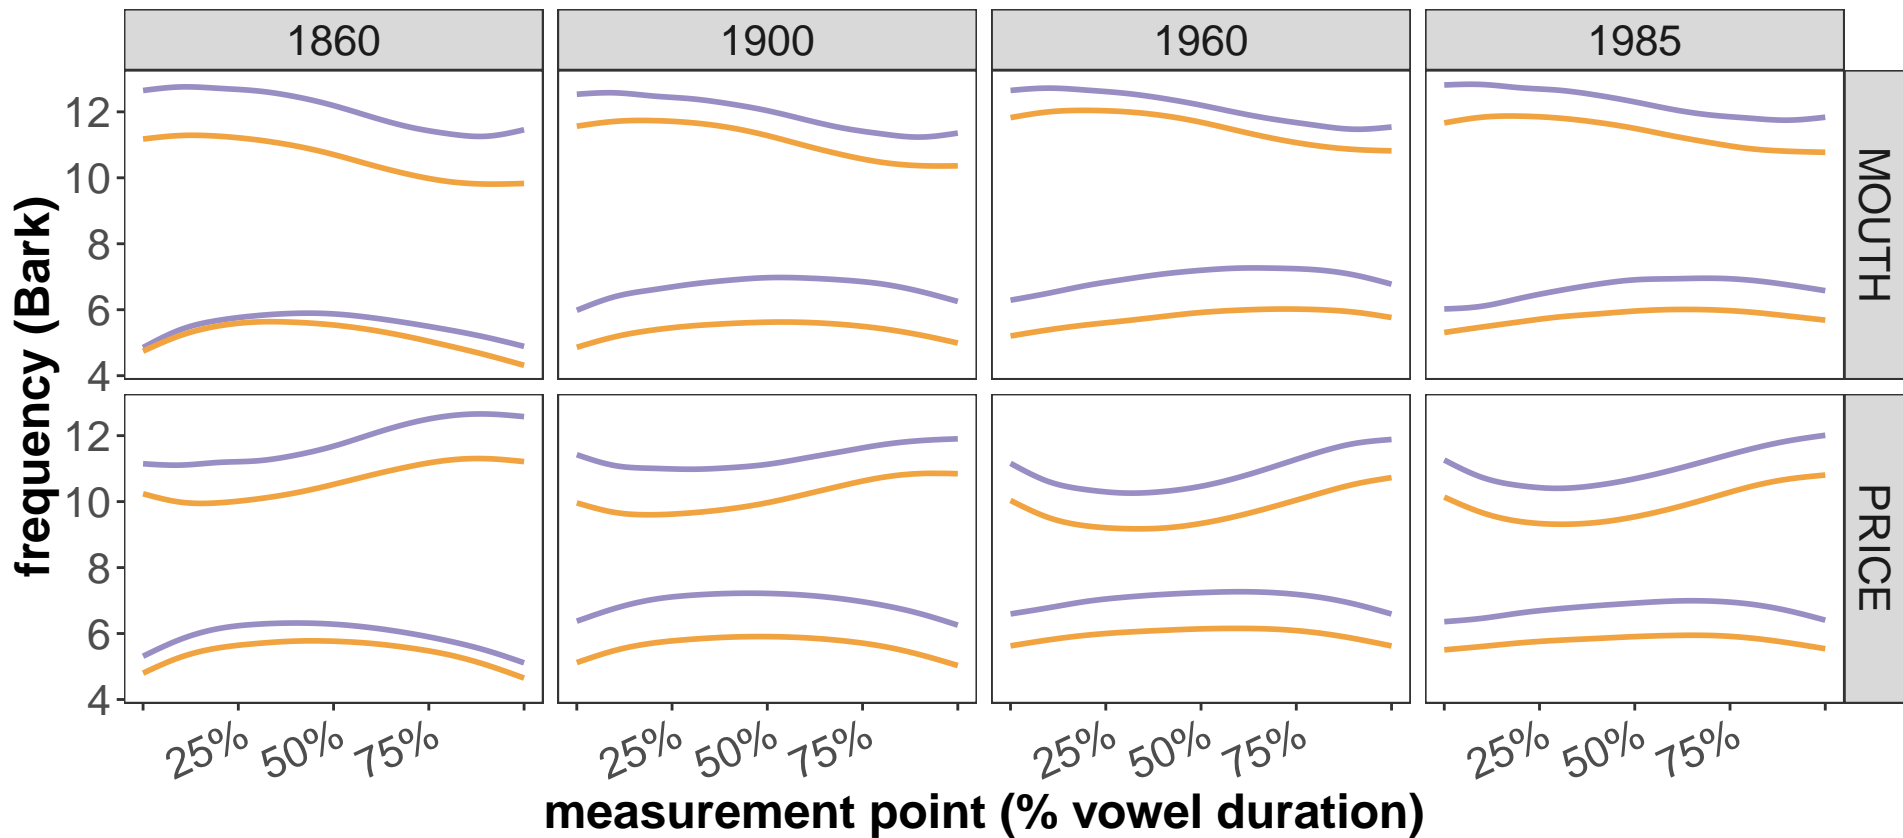 1860 1900 1960 1985
frequency (Bark)
12
10
8
6
4
MOUTH
12
10
8
6
4
PRICE
25% 50% 75% 25% 50% 75% 25% 50% 75% 25% 50% 75%
measurement point (% vowel duration)